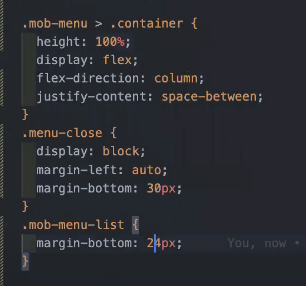 .mob-menu > .container {
height: 100%;
display: flex;
flex-direction: column;
justify-content: space-between;
}
.menu-close {
display: block;
margin-left: auto;
margin-bottom: 30px;
}
.mob-menu-list {
margin-bottom: 24px; You, now •
}